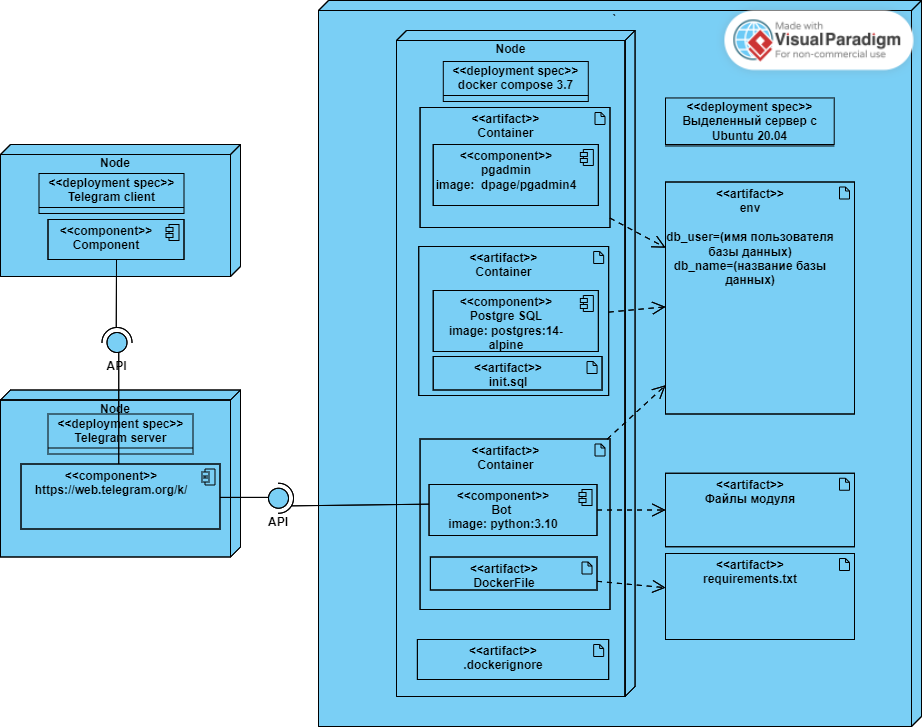 Made with
VisualParadigm
For non-commercial use
Node
<<deployment spec>>
Telegram client
<<component>>
Component
API
Node
<<deployment spec>>
Telegram server
<<component>>
https://web.telegram.org/k/
API
Node
<<deployment spec>>
docker compose 3.7
<<artifact>>
Container
<<component>>
pgadmin
image: dpage/pgadmin4
<<artifact>>
Container
<<component>>
Postgre SQL
image: postgres:14-
alpine
<<artifact>>
init.sql
<<artifact>>
Container
<<component>>
Bot
image: python:3.10
<<artifact>>
DockerFile
<<artifact>>
.dockerignore
<<deployment spec>>
Выделенный сервер с
Ubuntu 20.04
<<artifact>>
env
db_user=(имя пользователя
базы данных)
db_name=(название базы
данных)
<<artifact>>
Файлы модуля
<<artifact>>
requirements.txt